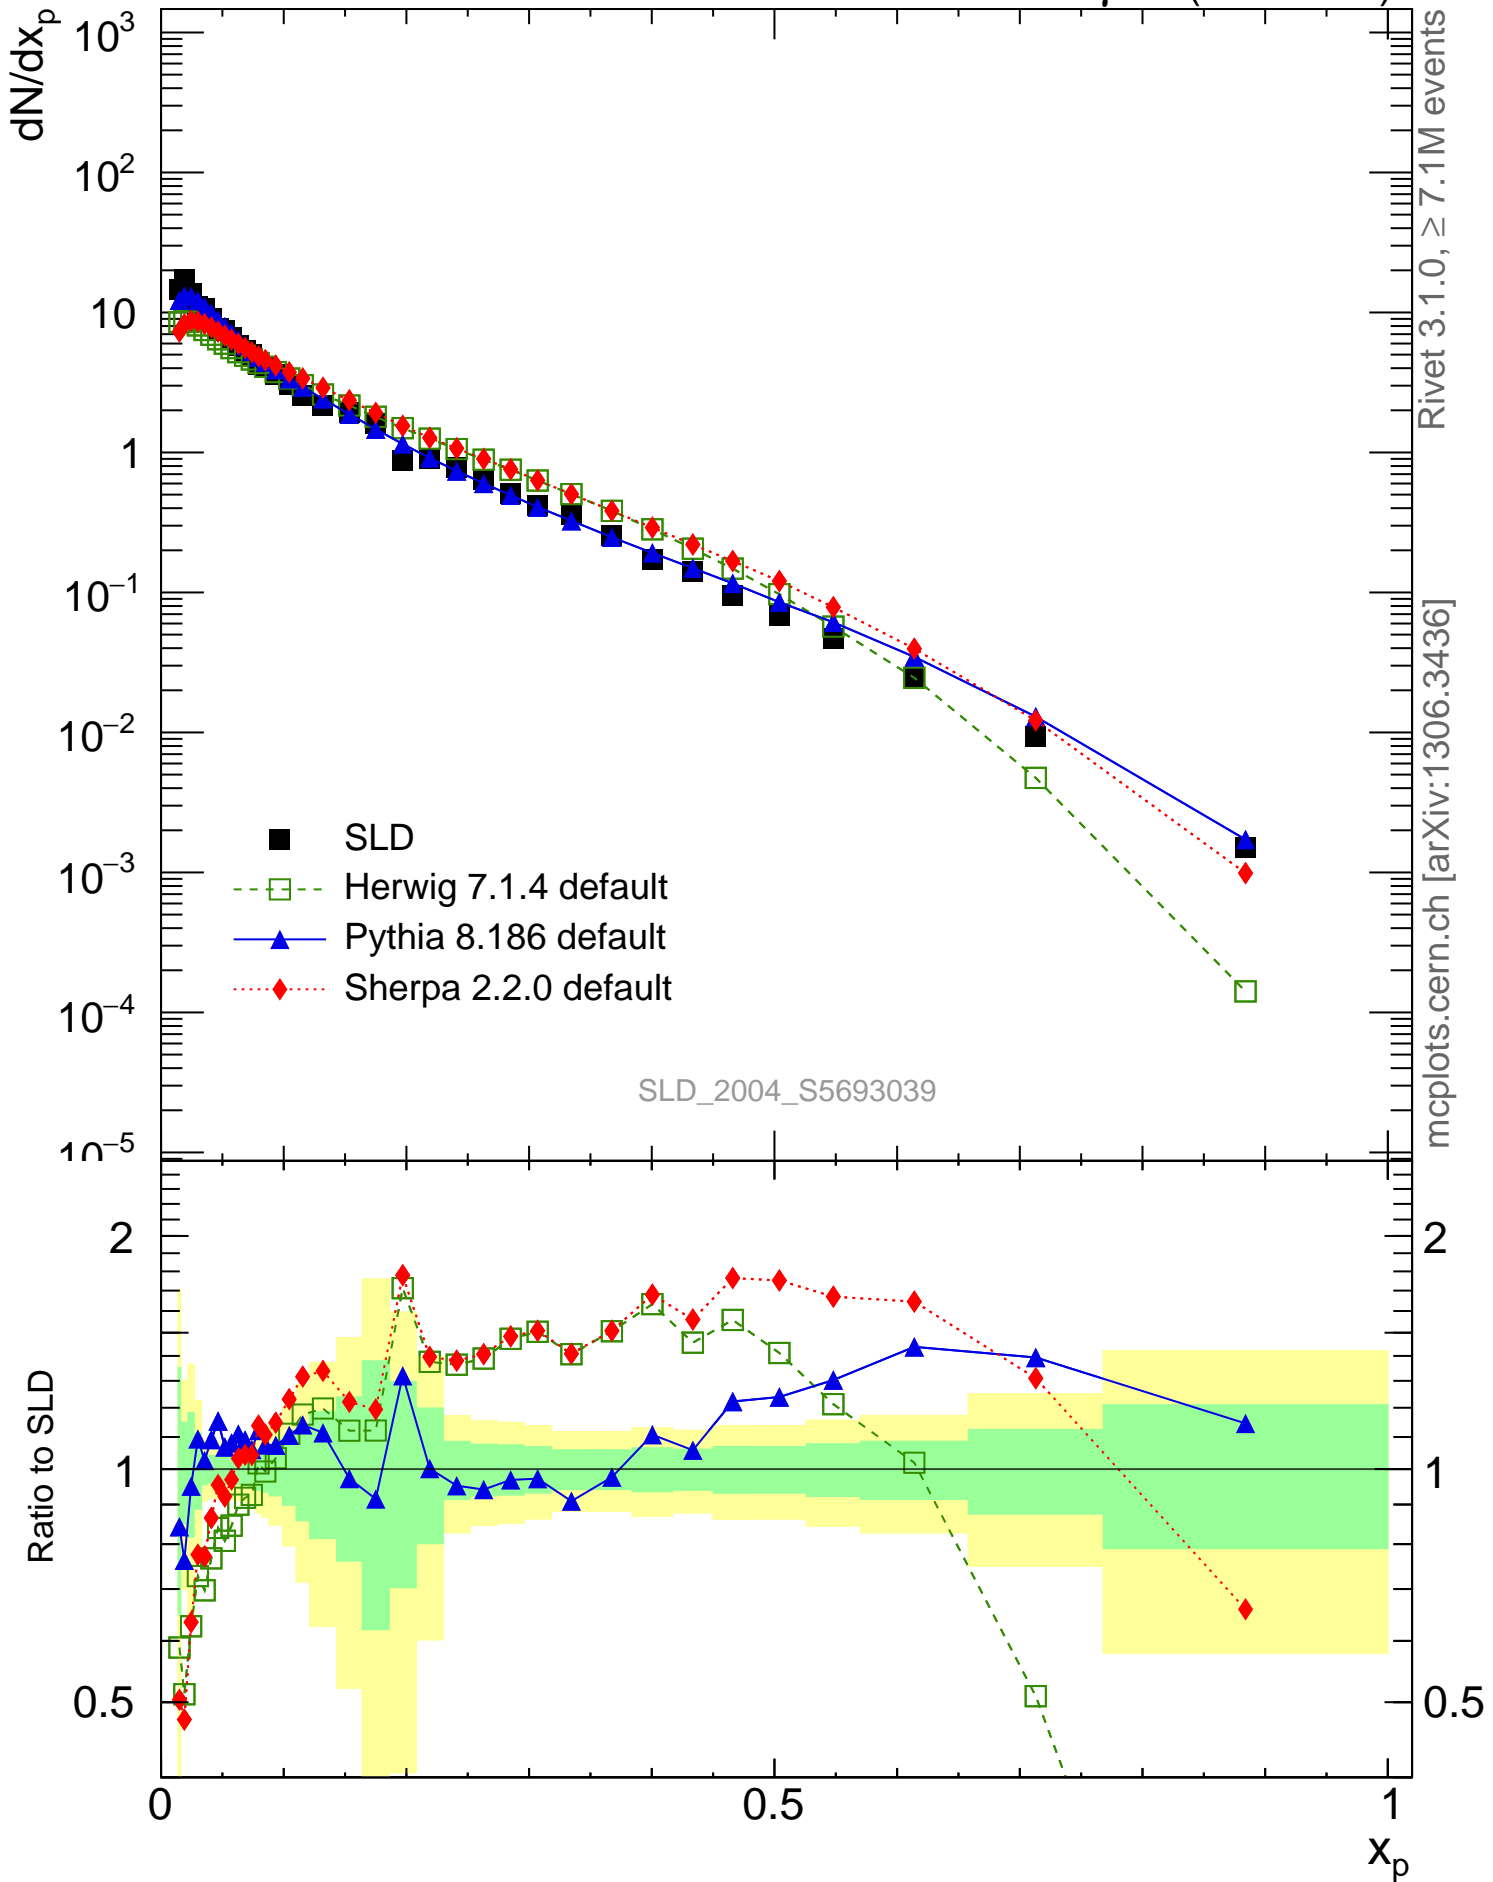 dN/dx_p
10^3
10^2
10
1
10^−1
10^−2
10^−3
10^−4
10^−5
SLD
Herwig 7.1.4 default
Pythia 8.186 default
Sherpa 2.2.0 default
SLD_2004_S5693039
Rivet 3.1.0, ≥ 7.1M events
mcplots.cern.ch [arXiv:1306.3436]
Ratio to SLD
2
1
0.5
2
1
0.5
0
0.5
1
x_p